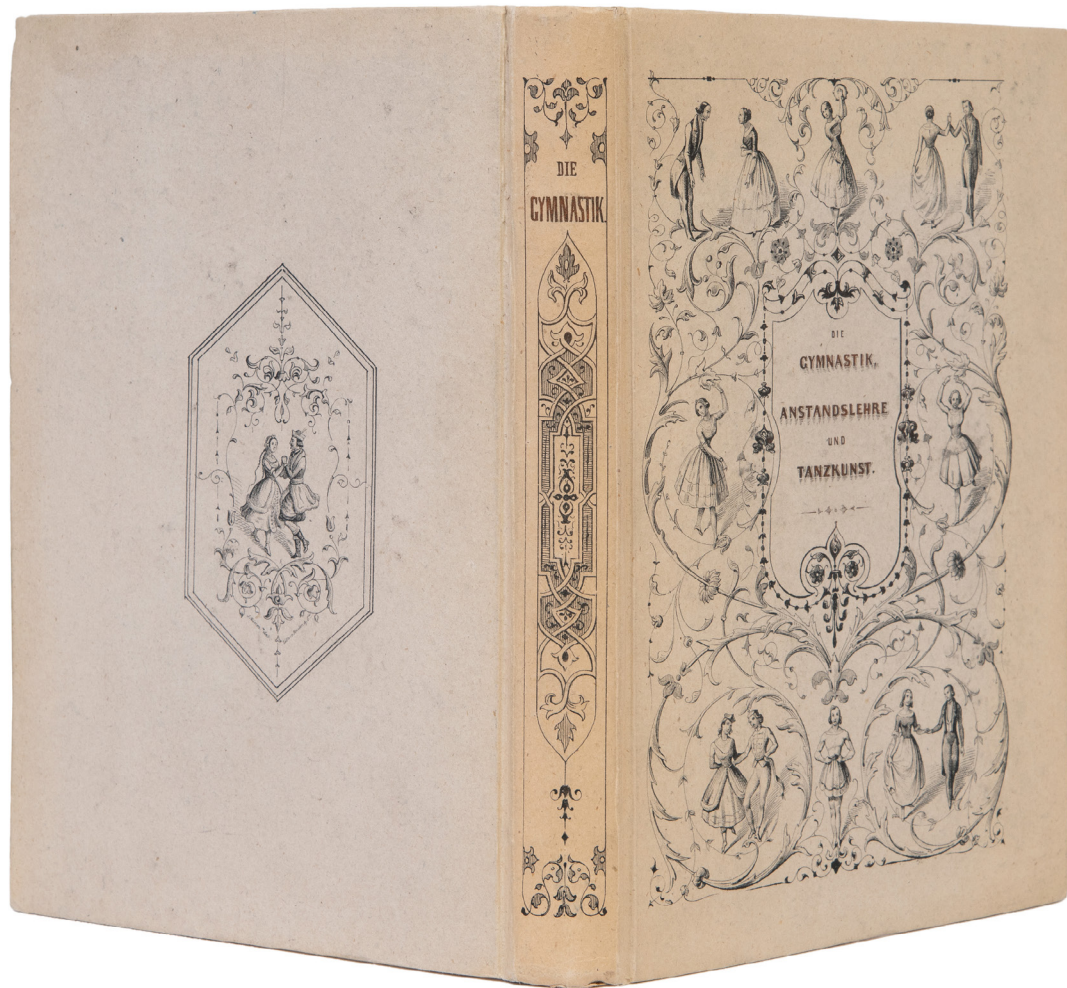 DIE
GYMNASTIK.
DIE
GYMNASTIK,
ANSTANDSLEHRE
UND
TANZKUNST.